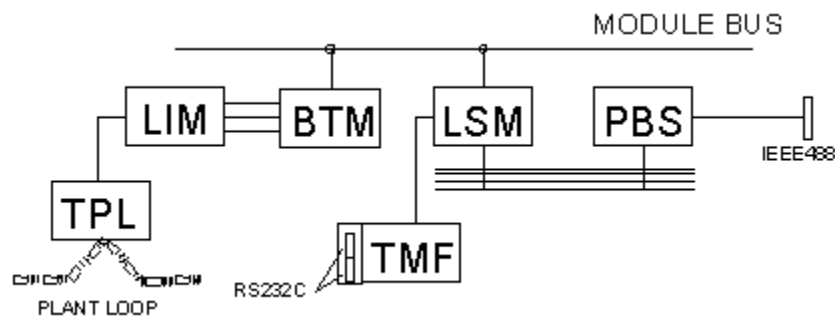 MODULE BUS
LIM
BTM
LSM
PBS
IEEE488
TPL
TMF
RS232C
PLANT LOOP